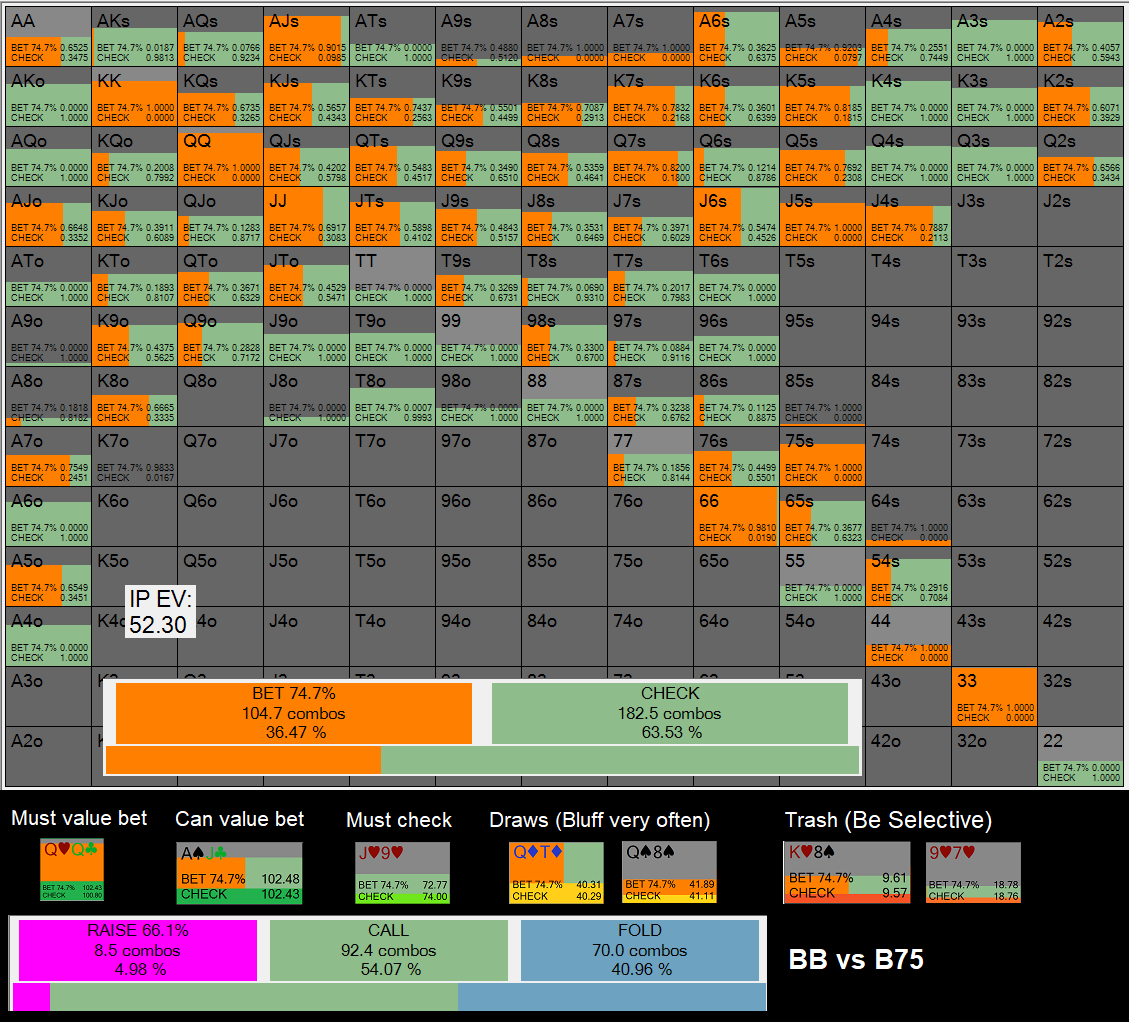 AA AKs AQs AJs ATs A9s A8s A7s A6s A5s A4s A3s A2s
BET 74.7% 0.6525 BET 74.7% 0.0187 BET 74.7% 0.0766 BET 74.7% 0.9015 BET 74.7% 0.0000 BET 74.7% 0.4880 BET 74.7% 1.0000 BET 74.7% 1.0000 BET 74.7% 0.3625 BET 74.7% 0.9203 BET 74.7% 0.2551 BET 74.7% 0.0000 BET 74.7% 0.4057
CHECK 0.3475 CHECK 0.9813 CHECK 0.9234 CHECK 0.0985 CHECK 1.0000 CHECK 0.5120 CHECK 0.0000 CHECK 0.0000 CHECK 0.6375 CHECK 0.0797 CHECK 0.7449 CHECK 1.0000 CHECK 0.5943
AKo KK KQs KJs KTs K9s K8s K7s K6s K5s K4s K3s K2s
BET 74.7% 0.0000 BET 74.7% 1.0000 BET 74.7% 0.6735 BET 74.7% 0.5657 BET 74.7% 0.7437 BET 74.7% 0.5501 BET 74.7% 0.7087 BET 74.7% 0.7832 BET 74.7% 0.3601 BET 74.7% 0.8185 BET 74.7% 0.0000 BET 74.7% 0.0000 BET 74.7% 0.6071
CHECK 1.0000 CHECK 0.0000 CHECK 0.3265 CHECK 0.4343 CHECK 0.2563 CHECK 0.4499 CHECK 0.2913 CHECK 0.2168 CHECK 0.6399 CHECK 0.1815 CHECK 1.0000 CHECK 1.0000 CHECK 0.3929
AQo KQo QQ QJs QTs Q9s Q8s Q7s Q6s Q5s Q4s Q3s Q2s
BET 74.7% 0.0000 BET 74.7% 0.2008 BET 74.7% 1.0000 BET 74.7% 0.4202 BET 74.7% 0.5483 BET 74.7% 0.3490 BET 74.7% 0.5359 BET 74.7% 0.8200 BET 74.7% 0.1214 BET 74.7% 0.7692 BET 74.7% 0.0000 BET 74.7% 0.0000 BET 74.7% 0.6566
CHECK 1.0000 CHECK 0.7992 CHECK 0.0000 CHECK 0.5798 CHECK 0.4517 CHECK 0.6510 CHECK 0.4641 CHECK 0.1800 CHECK 0.8786 CHECK 0.2308 CHECK 1.0000 CHECK 1.0000 CHECK 0.3434
AJo KJo QJo JJ JTs J9s J8s J7s J6s J5s J4s J3s J2s
BET 74.7% 0.6648 BET 74.7% 0.3911 BET 74.7% 0.1283 BET 74.7% 0.6917 BET 74.7% 0.5898 BET 74.7% 0.4843 BET 74.7% 0.3531 BET 74.7% 0.3971 BET 74.7% 0.5474 BET 74.7% 1.0000 BET 74.7% 0.7887
CHECK 0.3352 CHECK 0.6089 CHECK 0.8717 CHECK 0.3083 CHECK 0.4102 CHECK 0.5157 CHECK 0.6469 CHECK 0.6029 CHECK 0.4526 CHECK 0.0000 CHECK 0.2113
ATo KTo QTo JTo TT T9s T8s T7s T6s T5s T4s T3s T2s
BET 74.7% 0.0000 BET 74.7% 0.1893 BET 74.7% 0.3671 BET 74.7% 0.4529 BET 74.7% 0.0000 BET 74.7% 0.3269 BET 74.7% 0.0690 BET 74.7% 0.2017 BET 74.7% 0.0000
CHECK 1.0000 CHECK 0.8107 CHECK 0.6329 CHECK 0.5471 CHECK 1.0000 CHECK 0.6731 CHECK 0.9310 CHECK 0.7983 CHECK 1.0000
A9o K9o Q9o J9o T9o 99 98s 97s 96s 95s 94s 93s 92s
BET 74.7% 0.0000 BET 74.7% 0.4375 BET 74.7% 0.2828 BET 74.7% 0.0000 BET 74.7% 0.0000 BET 74.7% 0.0000 BET 74.7% 0.3300 BET 74.7% 0.0884 BET 74.7% 0.0000
CHECK 1.0000 CHECK 0.5625 CHECK 0.7172 CHECK 1.0000 CHECK 1.0000 CHECK 1.0000 CHECK 0.6700 CHECK 0.9116 CHECK 1.0000
A8o K8o Q8o J8o T8o 98o 88 87s 86s 85s 84s 83s 82s
BET 74.7% 0.1818 BET 74.7% 0.6665 BET 74.7% 0.0000 BET 74.7% 0.0007 BET 74.7% 0.0000 BET 74.7% 0.0000 BET 74.7% 0.3238 BET 74.7% 0.1125 BET 74.7% 1.0000
CHECK 0.8182 CHECK 0.3335 CHECK 1.0000 CHECK 0.9993 CHECK 1.0000 CHECK 1.0000 CHECK 0.6762 CHECK 0.8875 CHECK 0.0000
A7o K7o Q7o J7o T7o 97o 87o 77 76s 75s 74s 73s 72s
BET 74.7% 0.7549 BET 74.7% 0.9833 BET 74.7% 0.1856 BET 74.7% 0.4499 BET 74.7% 1.0000
CHECK 0.2451 CHECK 0.0167 CHECK 0.8144 CHECK 0.5501 CHECK 0.0000
A6o K6o Q6o J6o T6o 96o 86o 76o 66 65s 64s 63s 62s
BET 74.7% 0.0000 BET 74.7% 0.9810 BET 74.7% 0.3677 BET 74.7% 1.0000
CHECK 1.0000 CHECK 0.0190 CHECK 0.6323 CHECK 0.0000
A5o K5o Q5o J5o T5o 95o 85o 75o 65o 55 54s 53s 52s
BET 74.7% 0.6549 BET 74.7% 0.0000 BET 74.7% 0.2916
CHECK 0.3451 CHECK 1.0000 CHECK 0.7084
IP EV:
52.30
A4o K4o J4o T4o 94o 84o 74o 64o 54o 44 43s 42s
BET 74.7% 0.0000 BET 74.7% 1.0000
CHECK 1.0000 CHECK 0.0000
A3o 43o 33 32s
BET 74.7% 1.0000
CHECK 0.0000
A2o 42o 32o 22
BET 74.7% 0.0000
CHECK 1.0000
BET 74.7% CHECK
104.7 combos 182.5 combos
36.47 % 63.53 %
Must value bet Can value bet Must check Draws (Bluff very often) Trash (Be Selective)
Q♥Q♣ A♠J♣ J♥9♥ Q♦T♦ Q♠8♠ K♥8♠ 9♥7♥
BET 74.7% 102.43 BET 74.7% 102.48 BET 74.7% 72.77 BET 74.7% 40.31 BET 74.7% 41.89 BET 74.7% 9.61 BET 74.7% 18.78
CHECK 100.80 CHECK 102.43 CHECK 74.00 CHECK 40.29 CHECK 41.11 CHECK 9.57 CHECK 18.76
RAISE 66.1% CALL FOLD
8.5 combos 92.4 combos 70.0 combos
4.98 % 54.07 % 40.96 %
BB vs B75